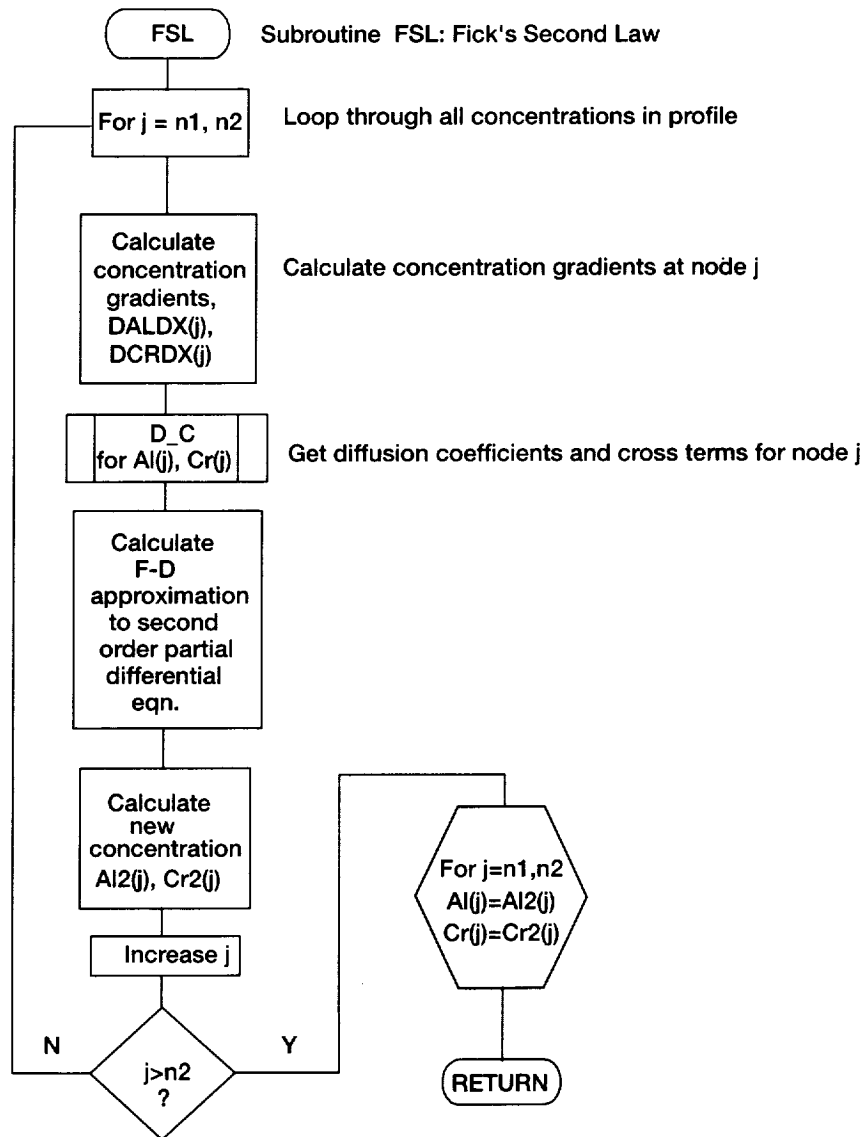 FSL
Subroutine FSL: Fick's Second Law
For j = n1, n2
Loop through all concentrations in profile
Calculate
concentration
gradients,
DALDX(j),
DCRDX(j)
Calculate concentration gradients at node j
D_C
for Al(j), Cr(j)
Get diffusion coefficients and cross terms for node j
Calculate
F-D
approximation
to second
order partial
differential
eqn.
Calculate
new
concentration
Al2(j), Cr2(j)
Increase j
N
j>n2
?
Y
For j=n1,n2
Al(j)=Al2(j)
Cr(j)=Cr2(j)
RETURN